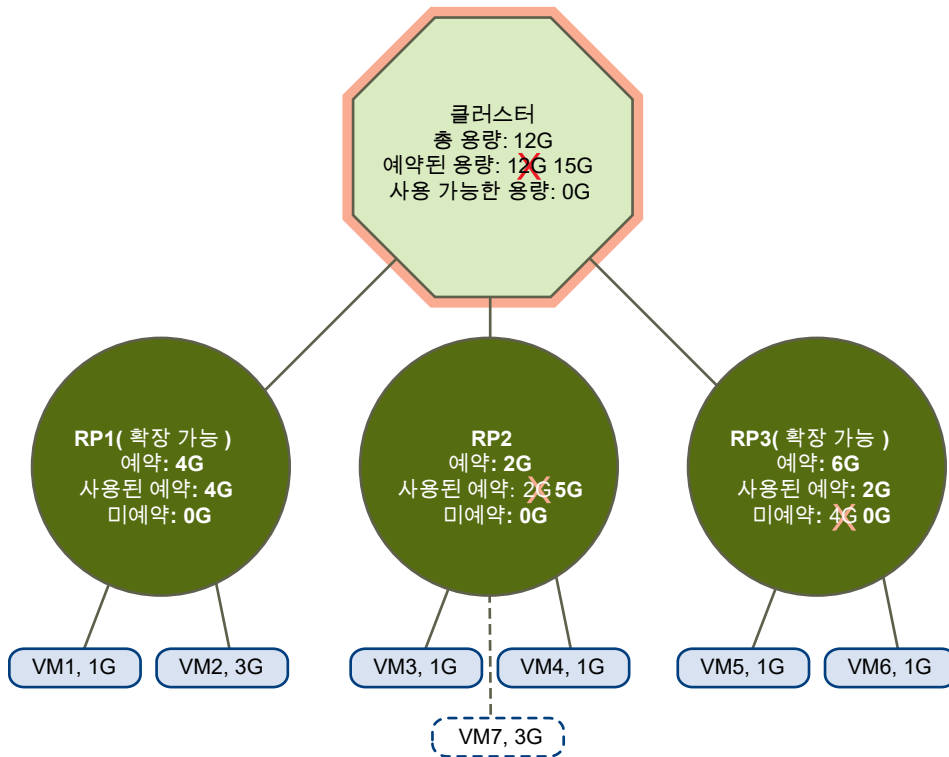 클러스터
총 용량: 12G
예약된 용량: 12G 15G
사용 가능한 용량: 0G
RP1( 확장 가능 )
예약: 4G
사용된 예약: 4G
미예약: 0G
RP2
예약: 2G
사용된 예약: 2G 5G
미예약: 0G
RP3( 확장 가능 )
예약: 6G
사용된 예약: 2G
미예약: 4G 0G
VM1, 1G
VM2, 3G
VM3, 1G
VM4, 1G
VM5, 1G
VM6, 1G
VM7, 3G